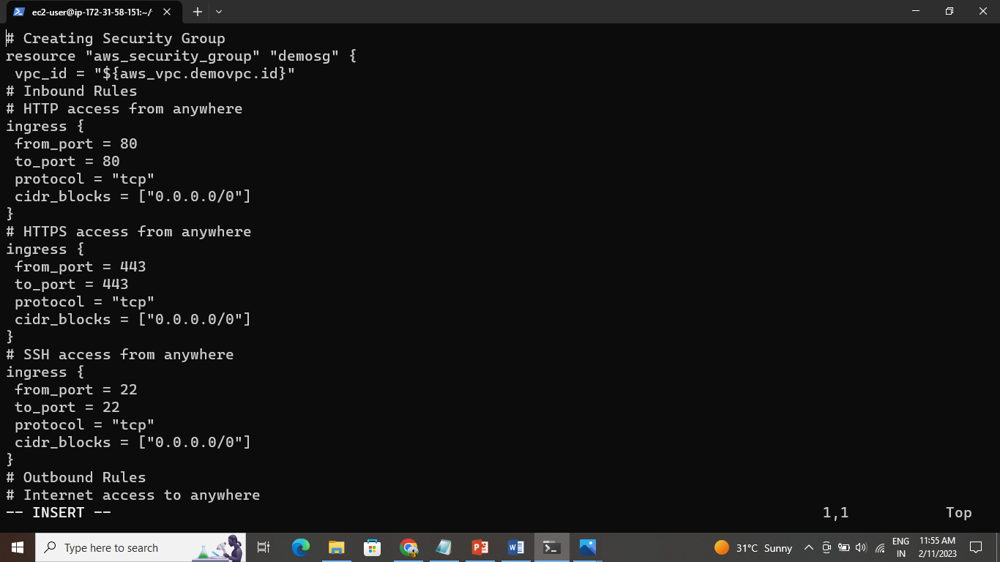 ec2-user@ip-172-31-58-151:~/
# Creating Security Group
resource "aws_security_group" "demosg" {
 vpc_id = "${aws_vpc.demovpc.id}"
# Inbound Rules
# HTTP access from anywhere
ingress {
 from_port = 80
 to_port = 80
 protocol = "tcp"
 cidr_blocks = ["0.0.0.0/0"]
}
# HTTPS access from anywhere
ingress {
 from_port = 443
 to_port = 443
 protocol = "tcp"
 cidr_blocks = ["0.0.0.0/0"]
}
# SSH access from anywhere
ingress {
 from_port = 22
 to_port = 22
 protocol = "tcp"
 cidr_blocks = ["0.0.0.0/0"]
}
# Outbound Rules
# Internet access to anywhere
-- INSERT -- 1,1 Top
Type here to search
31°C Sunny
ENG
IN
11:55 AM
2/11/2023